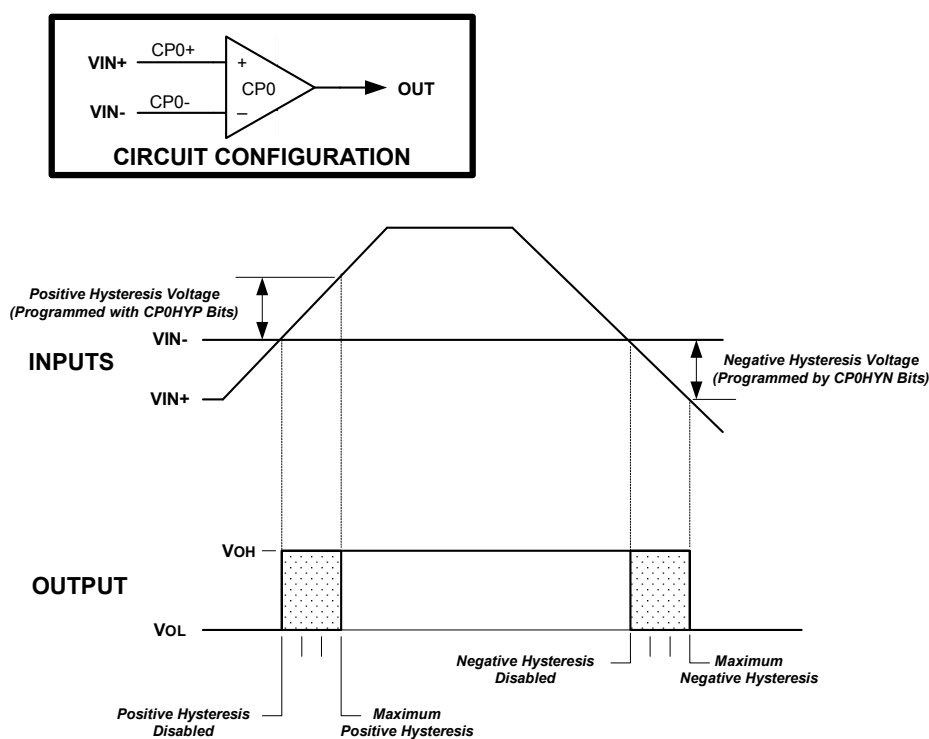 CP0+
VIN+
+
CP0
OUT
CP0-
VIN-
–
CIRCUIT CONFIGURATION
Positive Hysteresis Voltage
(Programmed with CP0HYP Bits)
VIN-
INPUTS
Negative Hysteresis Voltage
(Programmed by CP0HYN Bits)
VIN+
VOH
OUTPUT
VOL
Negative Hysteresis
Disabled
Maximum
Negative Hysteresis
Positive Hysteresis
Disabled
Maximum
Positive Hysteresis